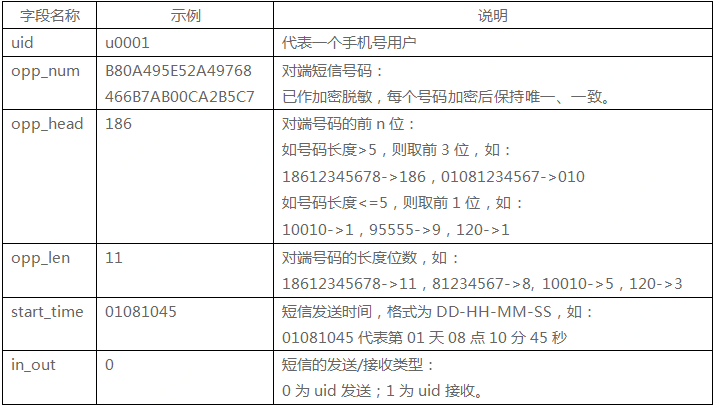 字段名称 示例 说明
uid u0001 代表一个手机号用户
opp_num B80A495E52A49768 对端短信号码：
466B7AB00CA2B5C7 已作加密脱敏，每个号码加密后保持唯一、一致。
opp_head 186 对端号码的前 n 位：
如号码长度>5，则取前 3 位，如：
18612345678->186，01081234567->010
如号码长度<=5，则取前 1 位，如：
10010->1，95555->9，120->1
opp_len 11 对端号码的长度位数，如：
18612345678->11，81234567->8, 10010->5，120->3
start_time 01081045 短信发送时间，格式为 DD-HH-MM-SS，如：
01081045 代表第 01 天 08 点 10 分 45 秒
in_out 0 短信的发送/接收类型：
0 为 uid 发送；1 为 uid 接收。